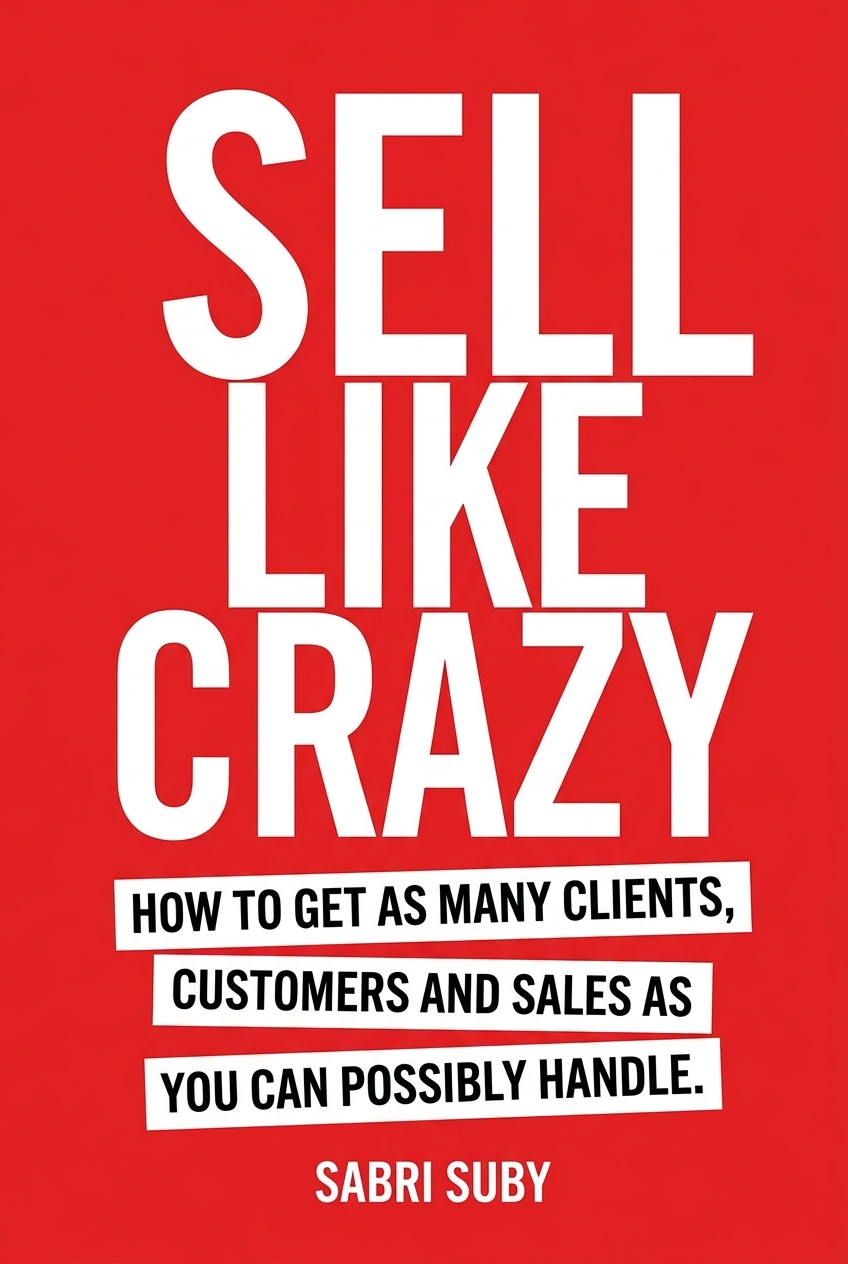 SELL
LIKE
CRAZY
HOW TO GET AS MANY CLIENTS,
CUSTOMERS AND SALES AS
YOU CAN POSSIBLY HANDLE.
SABRI SUBY